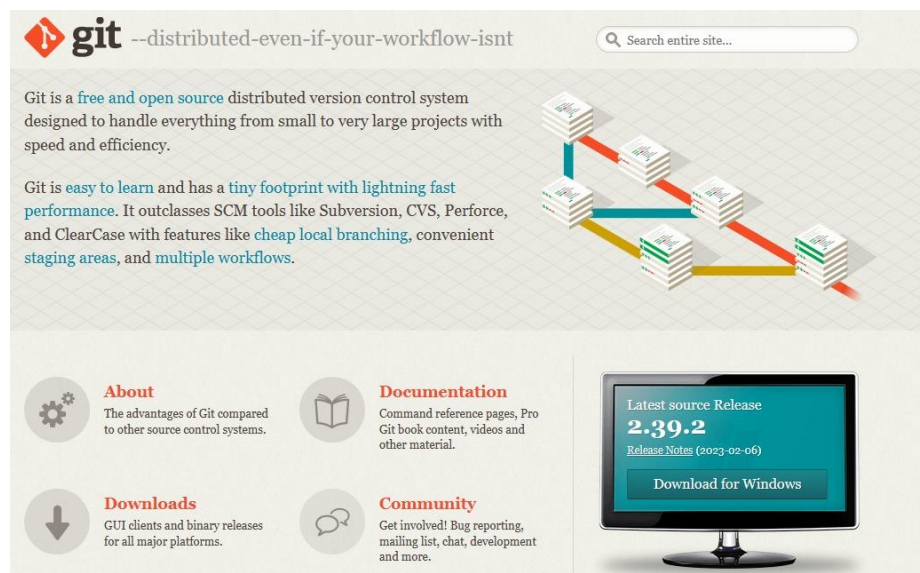 git --distributed-even-if-your-workflow-isnt
Search entire site...
Git is a free and open source distributed version control system
designed to handle everything from small to very large projects with
speed and efficiency.
Git is easy to learn and has a tiny footprint with lightning fast
performance. It outclasses SCM tools like Subversion, CVS, Perforce,
and ClearCase with features like cheap local branching, convenient
staging areas, and multiple workflows.
About
The advantages of Git compared
to other source control systems.
Documentation
Command reference pages, Pro
Git book content, videos and
other material.
Downloads
GUI clients and binary releases
for all major platforms.
Community
Get involved! Bug reporting,
mailing list, chat, development
and more.
Latest source Release
2.39.2
Release Notes (2023-02-06)
Download for Windows